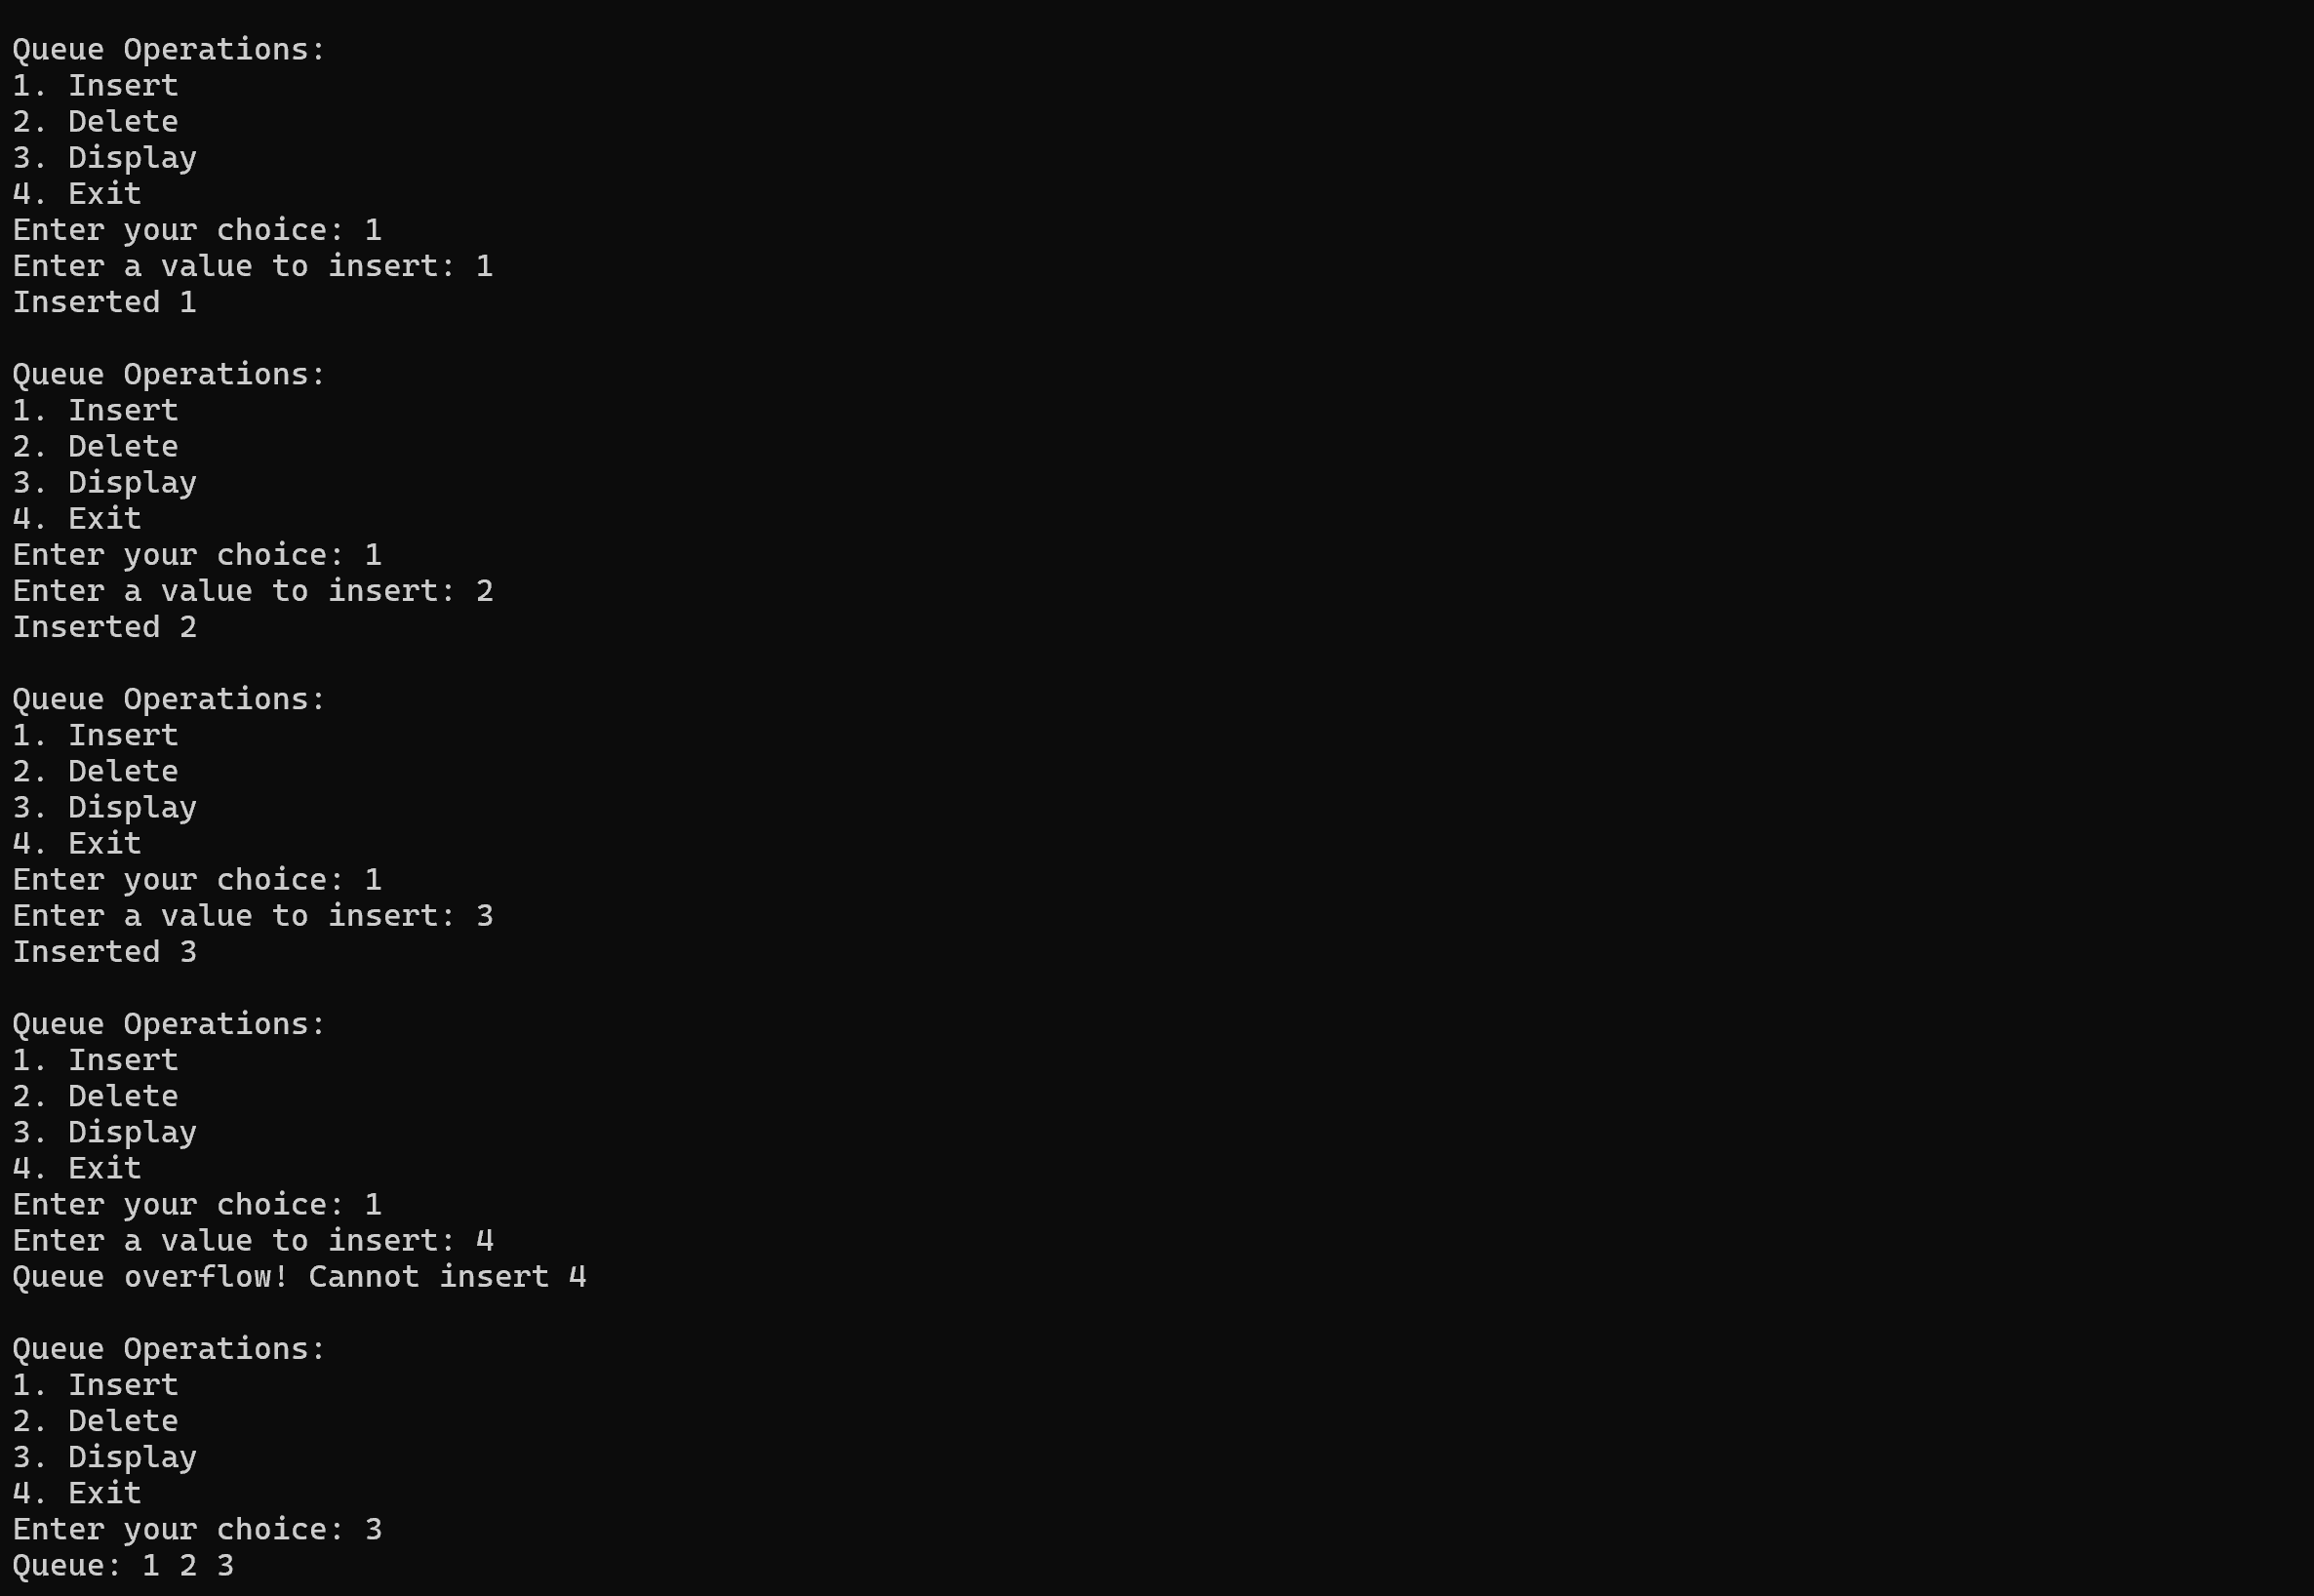 Queue Operations:
1. Insert
2. Delete
3. Display
4. Exit
Enter your choice: 1
Enter a value to insert: 1
Inserted 1

Queue Operations:
1. Insert
2. Delete
3. Display
4. Exit
Enter your choice: 1
Enter a value to insert: 2
Inserted 2

Queue Operations:
1. Insert
2. Delete
3. Display
4. Exit
Enter your choice: 1
Enter a value to insert: 3
Inserted 3

Queue Operations:
1. Insert
2. Delete
3. Display
4. Exit
Enter your choice: 1
Enter a value to insert: 4
Queue overflow! Cannot insert 4

Queue Operations:
1. Insert
2. Delete
3. Display
4. Exit
Enter your choice: 3
Queue: 1 2 3